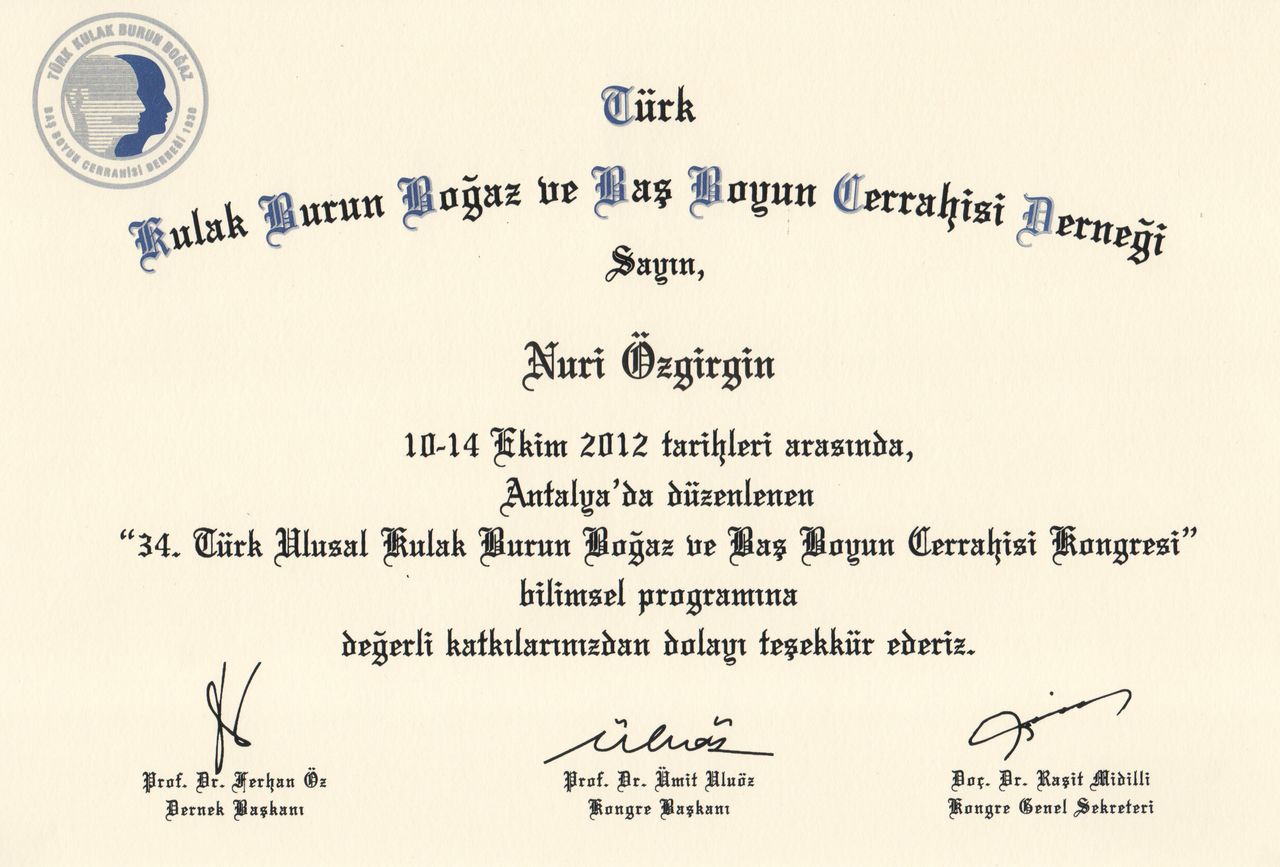 TÜRK KULAK BURUN BOĞAZ
BAŞ BOYUN CERRAHİSİ DERNEĞİ 1930
Türk
Kulak Burun Boğaz ve Baş Boyun Cerrahisi Derneği
Sayın,
Nuri Özgirgin
10-14 Ekim 2012 tarihleri arasında,
Antalya'da düzenlenen
“34. Türk Ulusal Kulak Burun Boğaz ve Baş Boyun Cerrahisi Kongresi”
bilimsel programına
değerli katkılarınızdan dolayı teşekkür ederiz.
Prof. Dr. Ferhan Öz
Dernek Başkanı
Prof. Dr. Ümit Uluöz
Kongre Başkanı
Doç. Dr. Raşit Midilli
Kongre Genel Sekreteri